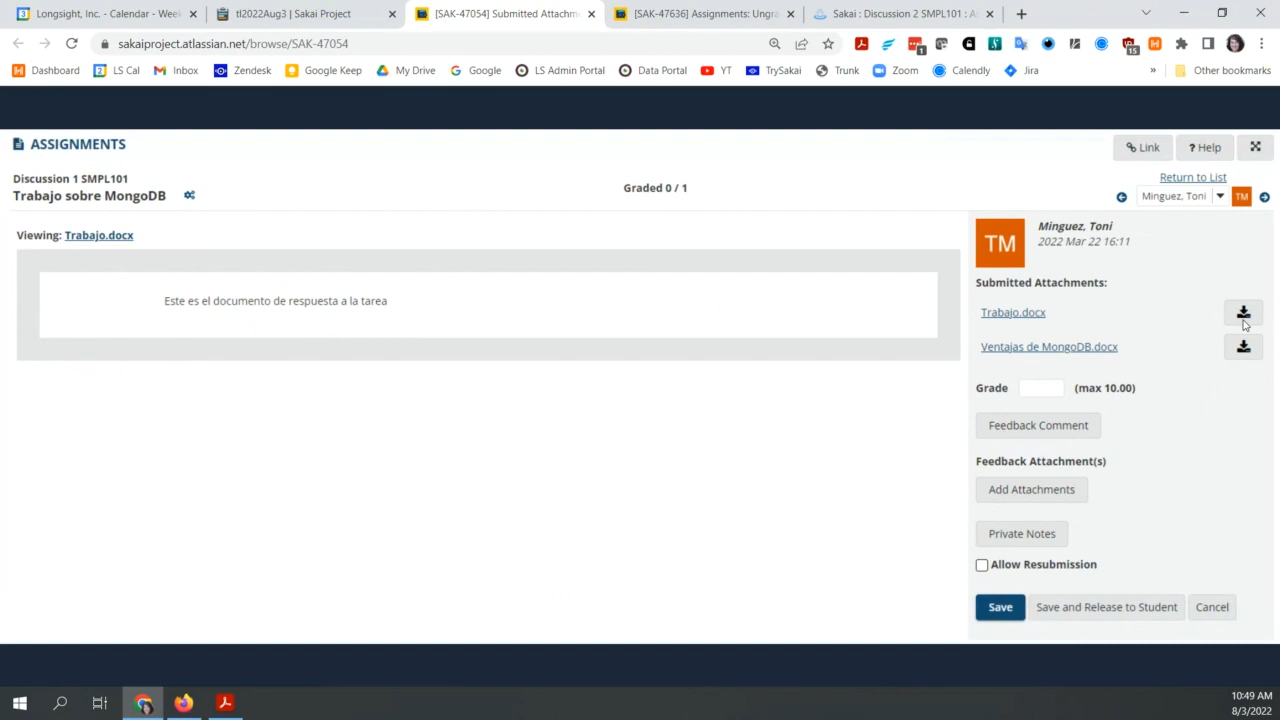 Longsight, Inc. - Calendar - Week
tl2022Aug3 | Sakai Project
[SAK-47054] Submitted Attachm
[SAK-47636] Assignments: Ungra
Sakai : Discussion 2 SMPL101 : A
sakaiproject.atlassian.net/browse/SAK-47054
1
15
Dashboard
LS Cal
Inbox
Zendesk
Google Keep
My Drive
Google
LS Admin Portal
Data Portal
YT
TrySakai
Trunk
Zoom
Calendly
Jira
»
Other bookmarks
ASSIGNMENTS
Link
? Help
Discussion 1 SMPL101
Trabajo sobre MongoDB
Graded 0 / 1
Return to List
Minguez, Toni
TM
Viewing: Trabajo.docx
Este es el documento de respuesta a la tarea
TM
Minguez, Toni
2022 Mar 22 16:11
Submitted Attachments:
Trabajo.docx
Ventajas de MongoDB.docx
Grade
(max 10.00)
Feedback Comment
Feedback Attachment(s)
Add Attachments
Private Notes
Allow Resubmission
Save
Save and Release to Student
Cancel
10:49 AM
8/3/2022